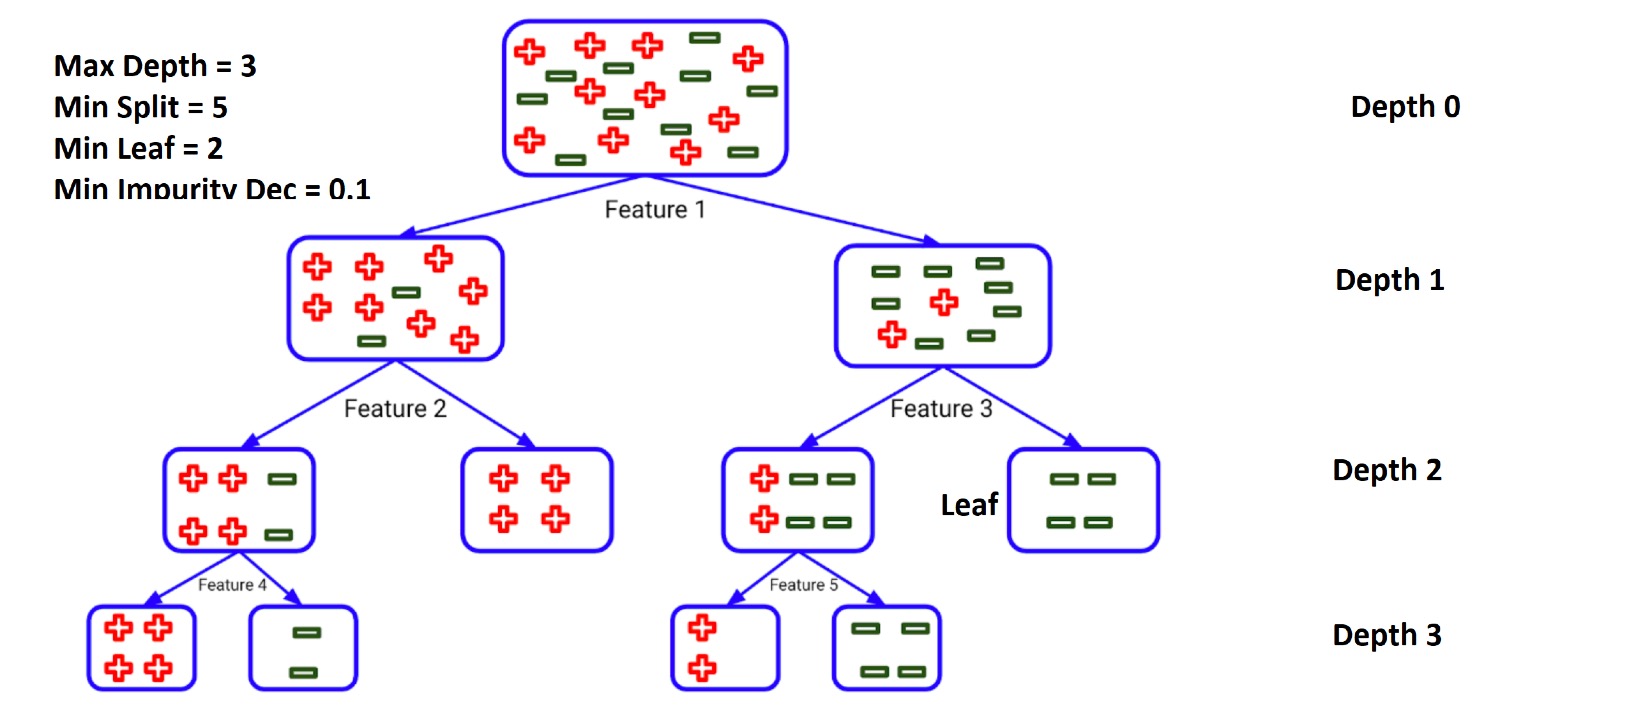 Max Depth = 3
Min Split = 5
Min Leaf = 2
Min Impurity Dec = 0.1
Depth 0
Feature 1
Depth 1
Feature 2
Feature 3
Depth 2
Leaf
Feature 4
Feature 5
Depth 3